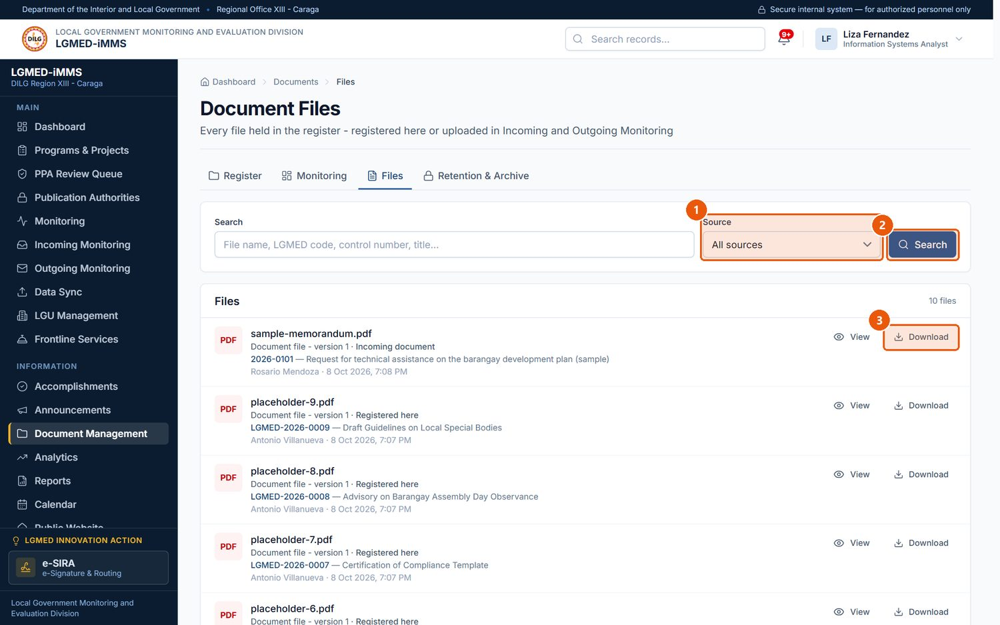 Department of the Interior and Local Government • Regional Office XIII - Caraga
Secure internal system — for authorized personnel only
DILG
LOCAL GOVERNMENT MONITORING AND EVALUATION DIVISION
LGMED-iMMS
Search records...
9+
LF
Liza Fernandez
Information Systems Analyst
LGMED-iMMS
DILG Region XIII - Caraga
MAIN
Dashboard
Programs & Projects
PPA Review Queue
Publication Authorities
Monitoring
Incoming Monitoring
Outgoing Monitoring
Data Sync
LGU Management
Frontline Services
INFORMATION
Accomplishments
Announcements
Document Management
Analytics
Reports
Calendar
Public Website
LGMED INNOVATION ACTION
e-SIRA
e-Signature & Routing
Local Government Monitoring and
Evaluation Division
Dashboard > Documents > Files
Document Files
Every file held in the register - registered here or uploaded in Incoming and Outgoing Monitoring
Register
Monitoring
Files
Retention & Archive
Search
File name, LGMED code, control number, title...
1
Source
All sources
2
Search
Files
10 files
3
PDF
sample-memorandum.pdf
Document file - version 1 · Incoming document
2026-0101 — Request for technical assistance on the barangay development plan (sample)
Rosario Mendoza · 8 Oct 2026, 7:08 PM
View
Download
PDF
placeholder-9.pdf
Document file - version 1 · Registered here
LGMED-2026-0009 — Draft Guidelines on Local Special Bodies
Antonio Villanueva · 8 Oct 2026, 7:07 PM
View
Download
PDF
placeholder-8.pdf
Document file - version 1 · Registered here
LGMED-2026-0008 — Advisory on Barangay Assembly Day Observance
Antonio Villanueva · 8 Oct 2026, 7:07 PM
View
Download
PDF
placeholder-7.pdf
Document file - version 1 · Registered here
LGMED-2026-0007 — Certification of Compliance Template
Antonio Villanueva · 8 Oct 2026, 7:07 PM
View
Download
PDF
placeholder-6.pdf
Document file - version 1 · Registered here
View
Download